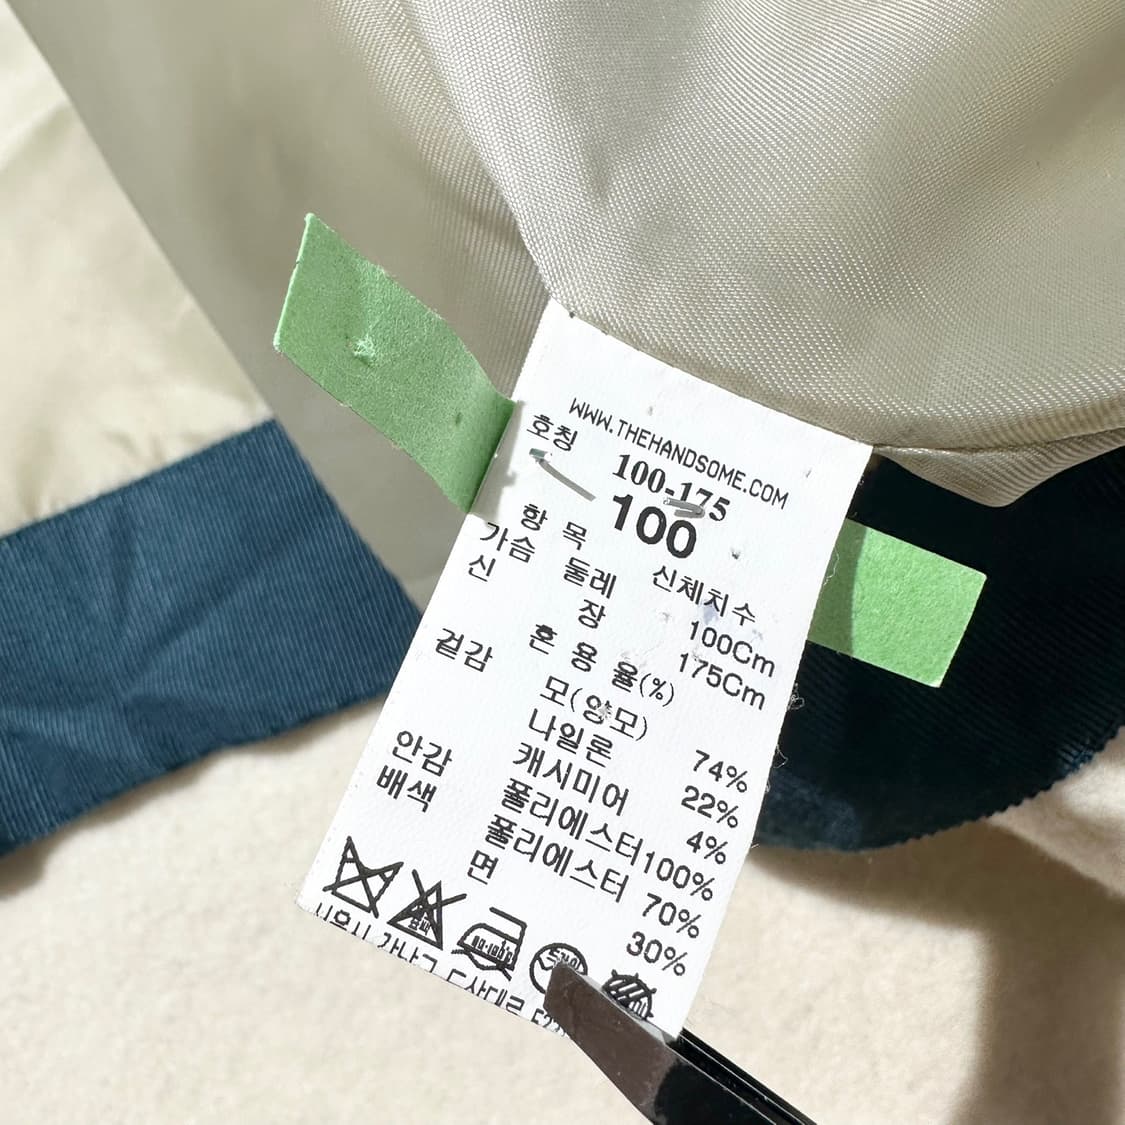 WWW.THEHANDSOME.COM
호칭 100-175
100
항 목 신체치수
가슴 둘레 100Cm
신 장 175Cm
혼 용 율(%)
겉감 모(양모) 74%
나일론 22%
캐시미어 4%
안감 폴리에스터 100%
배색 폴리에스터 70%
면 30%